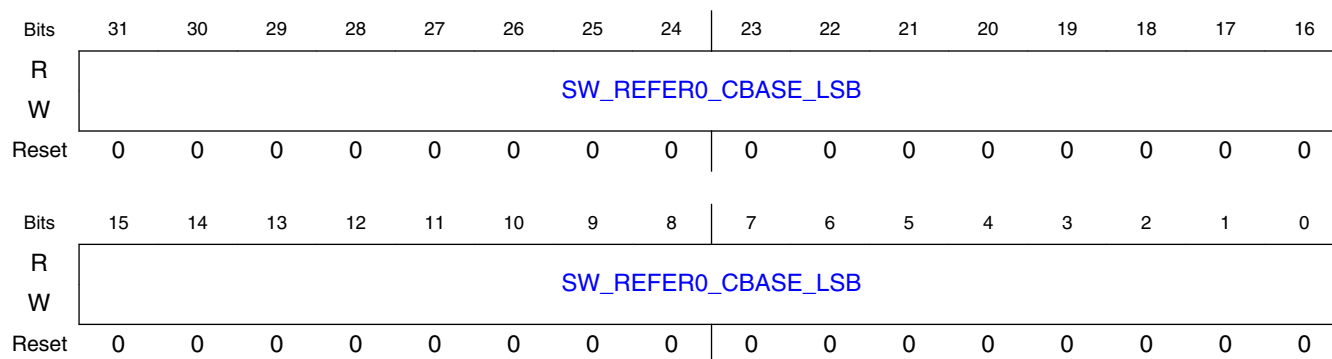 Bits 31 30 29 28 27 26 25 24 23 22 21 20 19 18 17 16
R
SW_REFER0_CBASE_LSB
W
Reset 0 0 0 0 0 0 0 0 0 0 0 0 0 0 0 0
Bits 15 14 13 12 11 10 9 8 7 6 5 4 3 2 1 0
R
SW_REFER0_CBASE_LSB
W
Reset 0 0 0 0 0 0 0 0 0 0 0 0 0 0 0 0